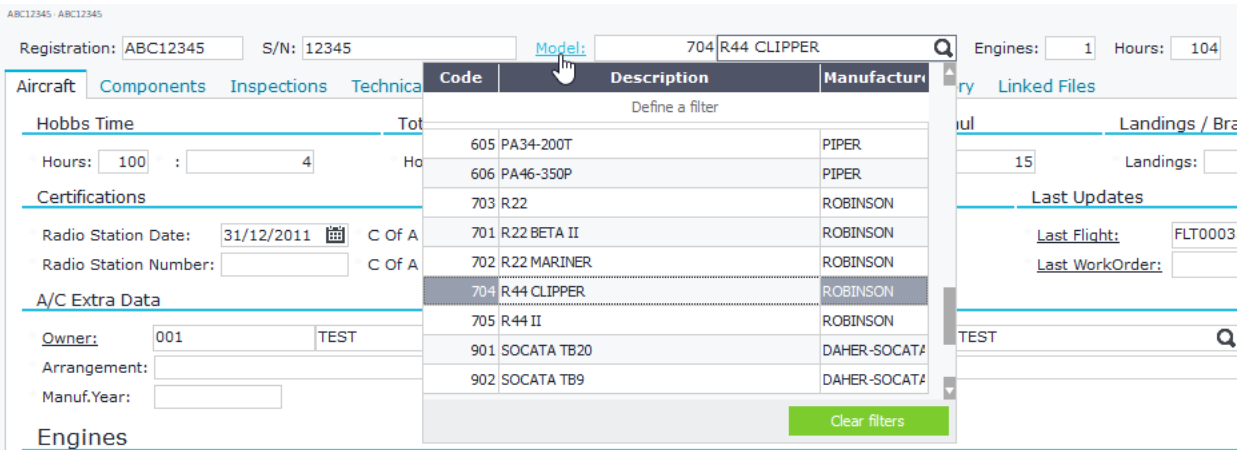 ABC12345 - ABC12345
Registration: ABC12345 S/N: 12345 Model: 704 R44 CLIPPER Engines: 1 Hours: 104
Aircraft Components Inspections Technica ry Linked Files
Code Description Manufacture
Define a filter
Hobbs Time Tot ul Landings / Bra
605 PA34-200T PIPER
Hours: 100 : 4 Ho 15 Landings:
606 PA46-350P PIPER
Certifications Last Updates
703 R22 ROBINSON
Radio Station Date: 31/12/2011 C Of A Last Flight: FLT0003
701 R22 BETA II ROBINSON
Radio Station Number: C Of A Last WorkOrder:
702 R22 MARINER ROBINSON
704 R44 CLIPPER ROBINSON
A/C Extra Data
705 R44 II ROBINSON
Owner: 001 TEST TEST
901 SOCATA TB20 DAHER-SOCATA
Arrangement:
902 SOCATA TB9 DAHER-SOCATA
Manuf.Year:
Clear filters
Engines